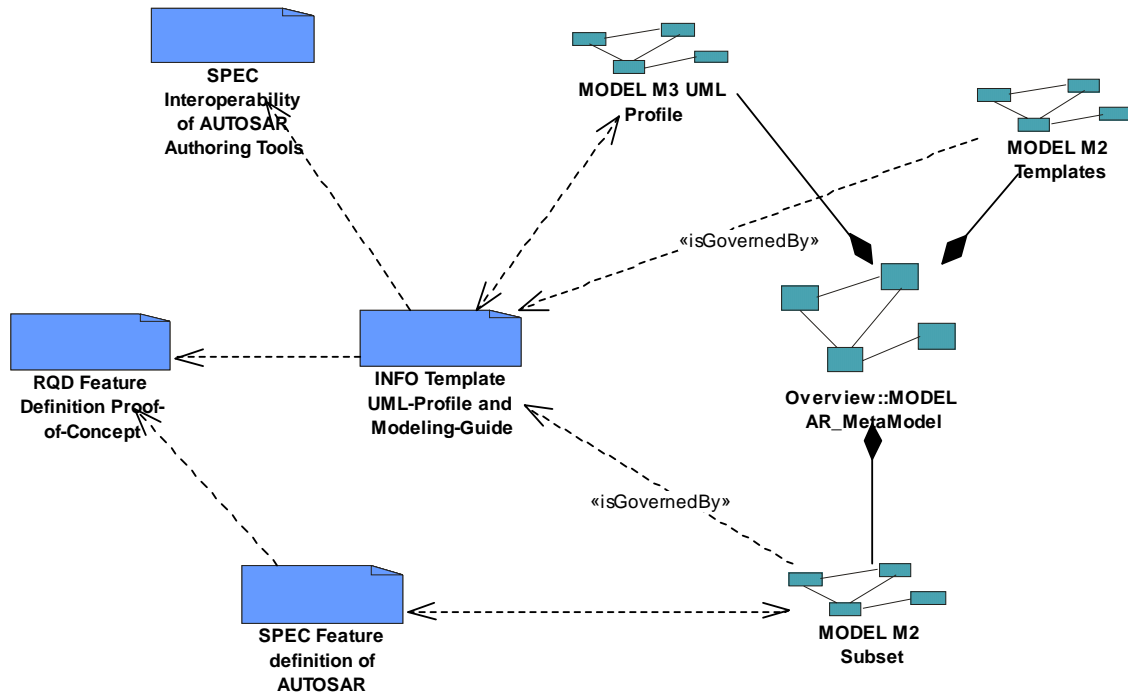 SPEC
Interoperability
of AUTOSAR
Authoring Tools
MODEL M3 UML
Profile
MODEL M2
Templates
«isGovernedBy»
RQD Feature
Definition Proof-
of-Concept
INFO Template
UML-Profile and
Modeling-Guide
Overview::MODEL
AR_MetaModel
«isGovernedBy»
SPEC Feature
definition of
AUTOSAR
MODEL M2
Subset